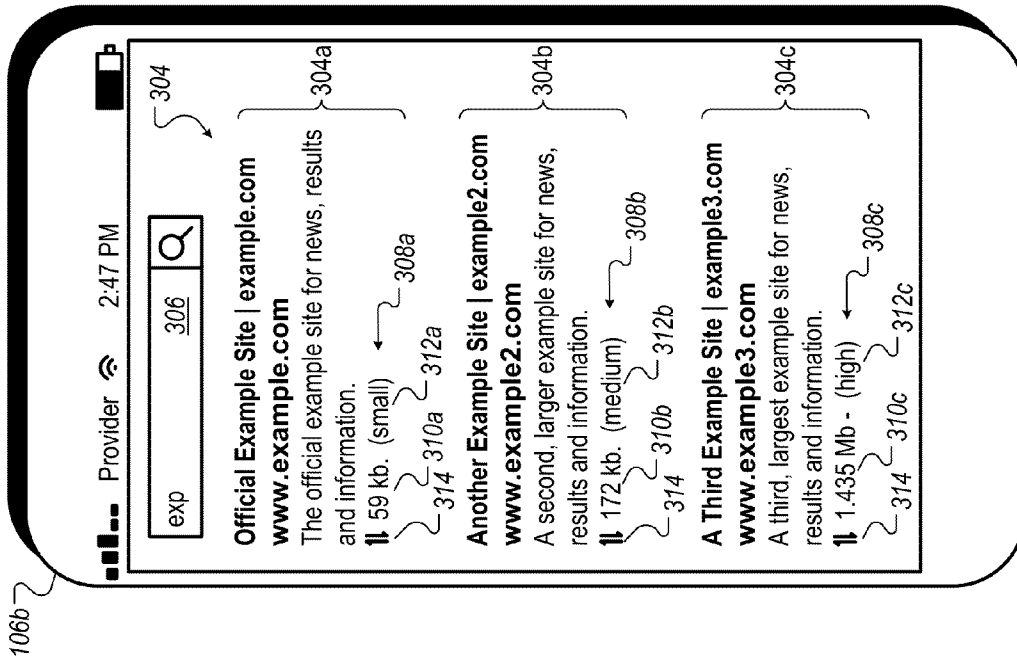 106b
Provider 2:47 PM
exp 306
304
Official Example Site | example.com
www.example.com
The official example site for news, results
and information.
59 kb. (small)
304a
308a
314 310a 312a
Another Example Site | example2.com
www.example2.com
A second, larger example site for news,
results and information.
172 kb. (medium)
304b
308b
314 310b 312b
A Third Example Site | example3.com
www.example3.com
A third, largest example site for news,
results and information.
1.435 Mb - (high)
304c
308c
314 310c 312c